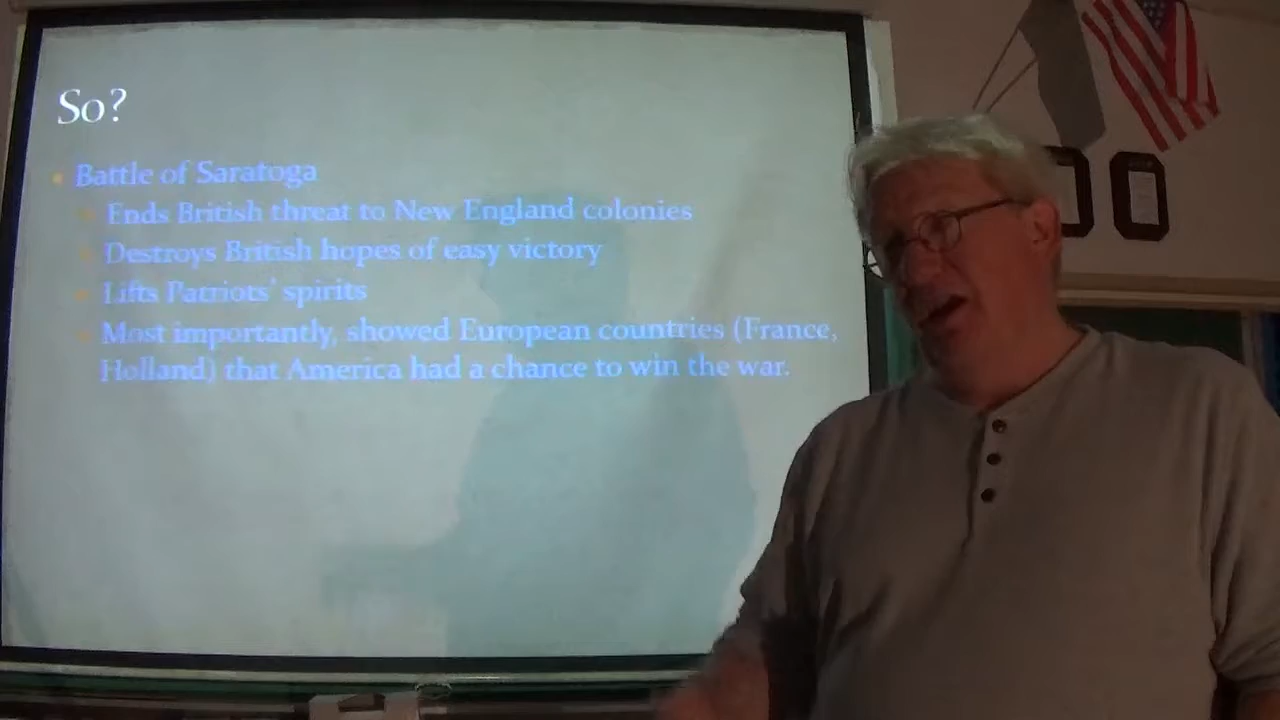 So?
Battle of Saratoga
Ends British threat to New England colonies
Destroys British hopes of easy victory
Lifts Patriots' spirits
Most importantly, showed European countries (France,
Holland) that America had a chance to win the war.